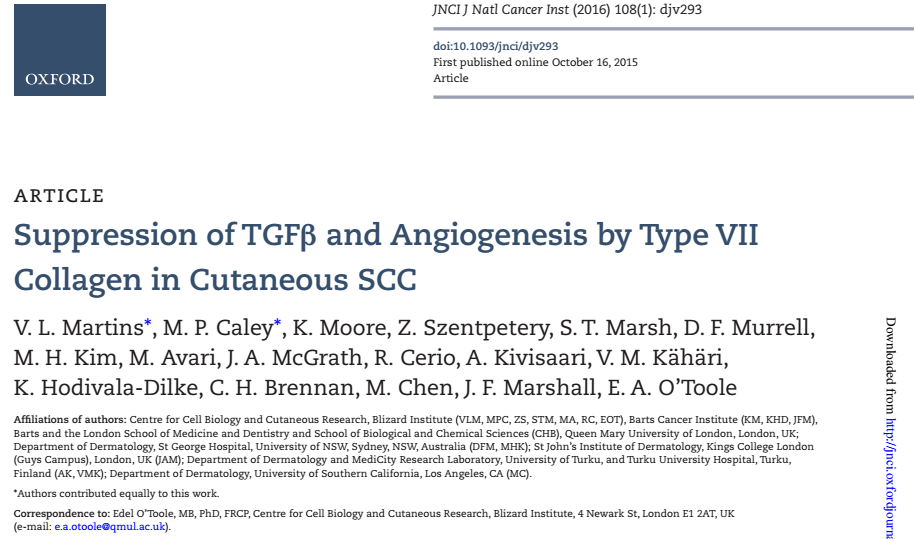 OXFORD
JNCI J Natl Cancer Inst (2016) 108(1): djv293
doi:10.1093/jnci/djv293
First published online October 16, 2015
Article
ARTICLE
Suppression of TGFβ and Angiogenesis by Type VII
Collagen in Cutaneous SCC
V. L. Martins*, M. P. Caley*, K. Moore, Z. Szentpetery, S. T. Marsh, D. F. Murrell,
M. H. Kim, M. Avari, J. A. McGrath, R. Cerio, A. Kivisaari, V. M. Kähäri,
K. Hodivala-Dilke, C. H. Brennan, M. Chen, J. F. Marshall, E. A. O'Toole
Affiliations of authors: Centre for Cell Biology and Cutaneous Research, Blizard Institute (VLM, MPC, ZS, STM, MA, RC, EOT), Barts Cancer Institute (KM, KHD, JFM),
Barts and the London School of Medicine and Dentistry and School of Biological and Chemical Sciences (CHB), Queen Mary University of London, London, UK;
Department of Dermatology, St George Hospital, University of NSW, Sydney, NSW, Australia (DFM, MHK); St John's Institute of Dermatology, Kings College London
(Guys Campus), London, UK (JAM); Department of Dermatology and MediCity Research Laboratory, University of Turku, and Turku University Hospital, Turku,
Finland (AK, VMK); Department of Dermatology, University of Southern California, Los Angeles, CA (MC).
*Authors contributed equally to this work.
Correspondence to: Edel O'Toole, MB, PhD, FRCP, Centre for Cell Biology and Cutaneous Research, Blizard Institute, 4 Newark St, London E1 2AT, UK
(e-mail: e.a.otoole@qmul.ac.uk).
Downloaded from http://jnci.oxfordjourn